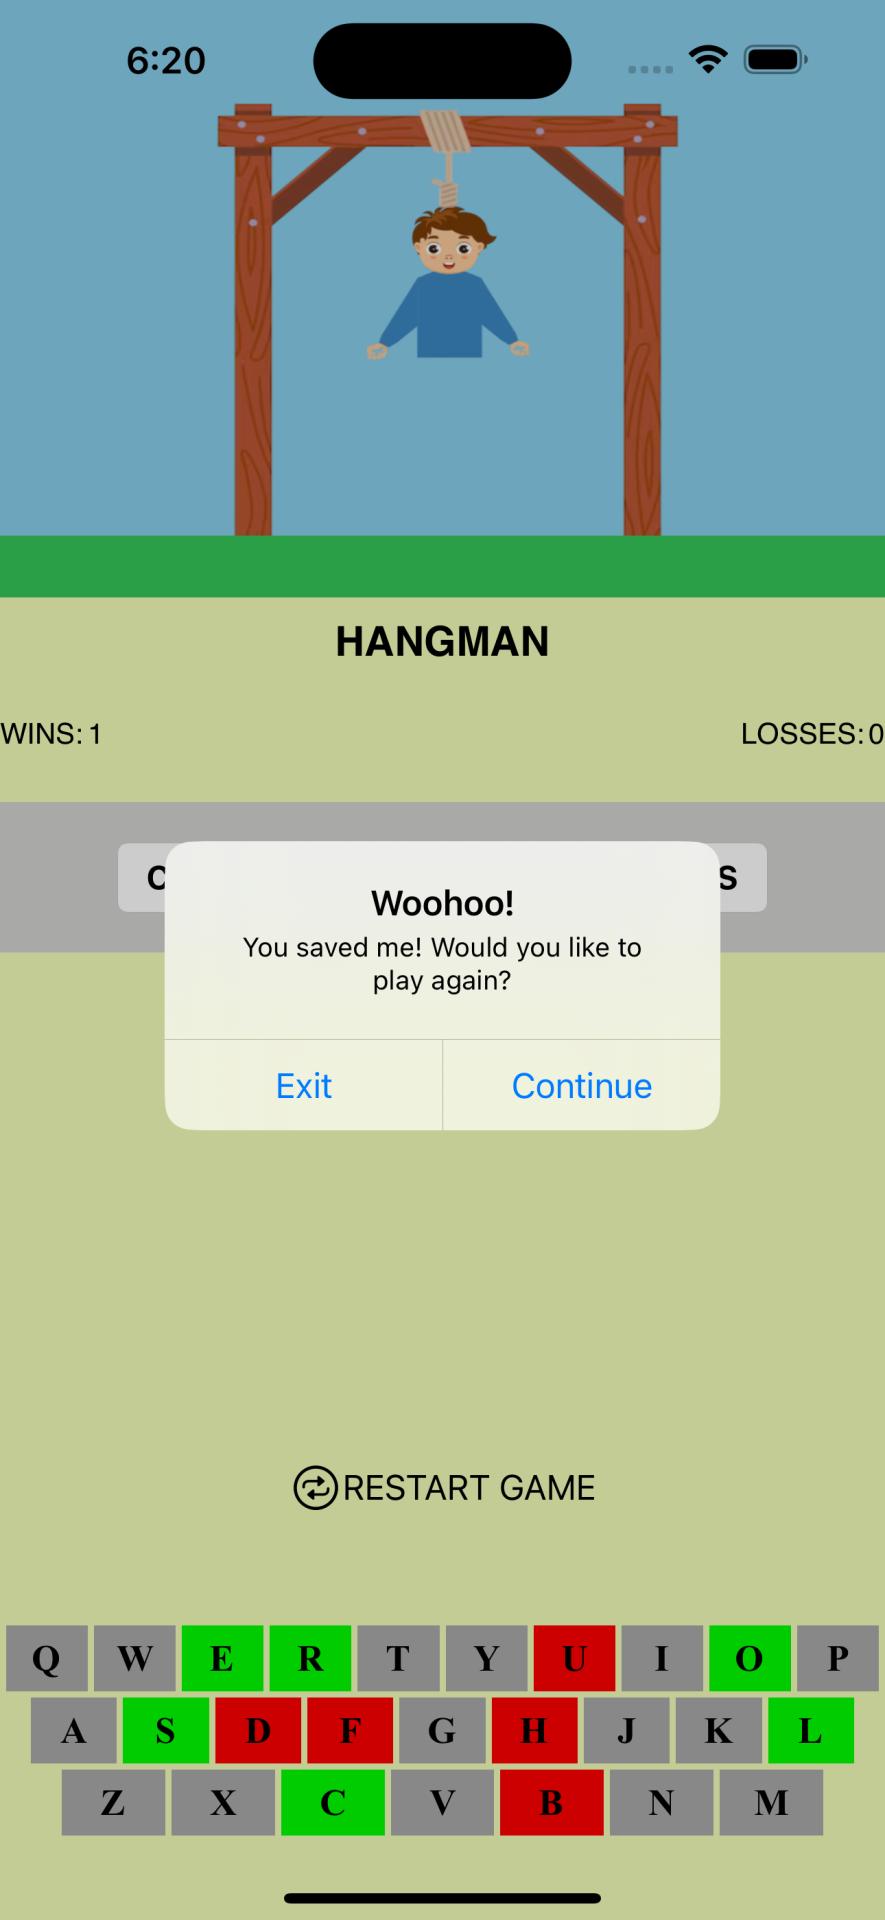 6:20
HANGMAN
WINS: 1 LOSSES: 0
C S
Woohoo!
You saved me! Would you like to
play again?
Exit Continue
RESTART GAME
Q W E R T Y U I O P
A S D F G H J K L
Z X C V B N M